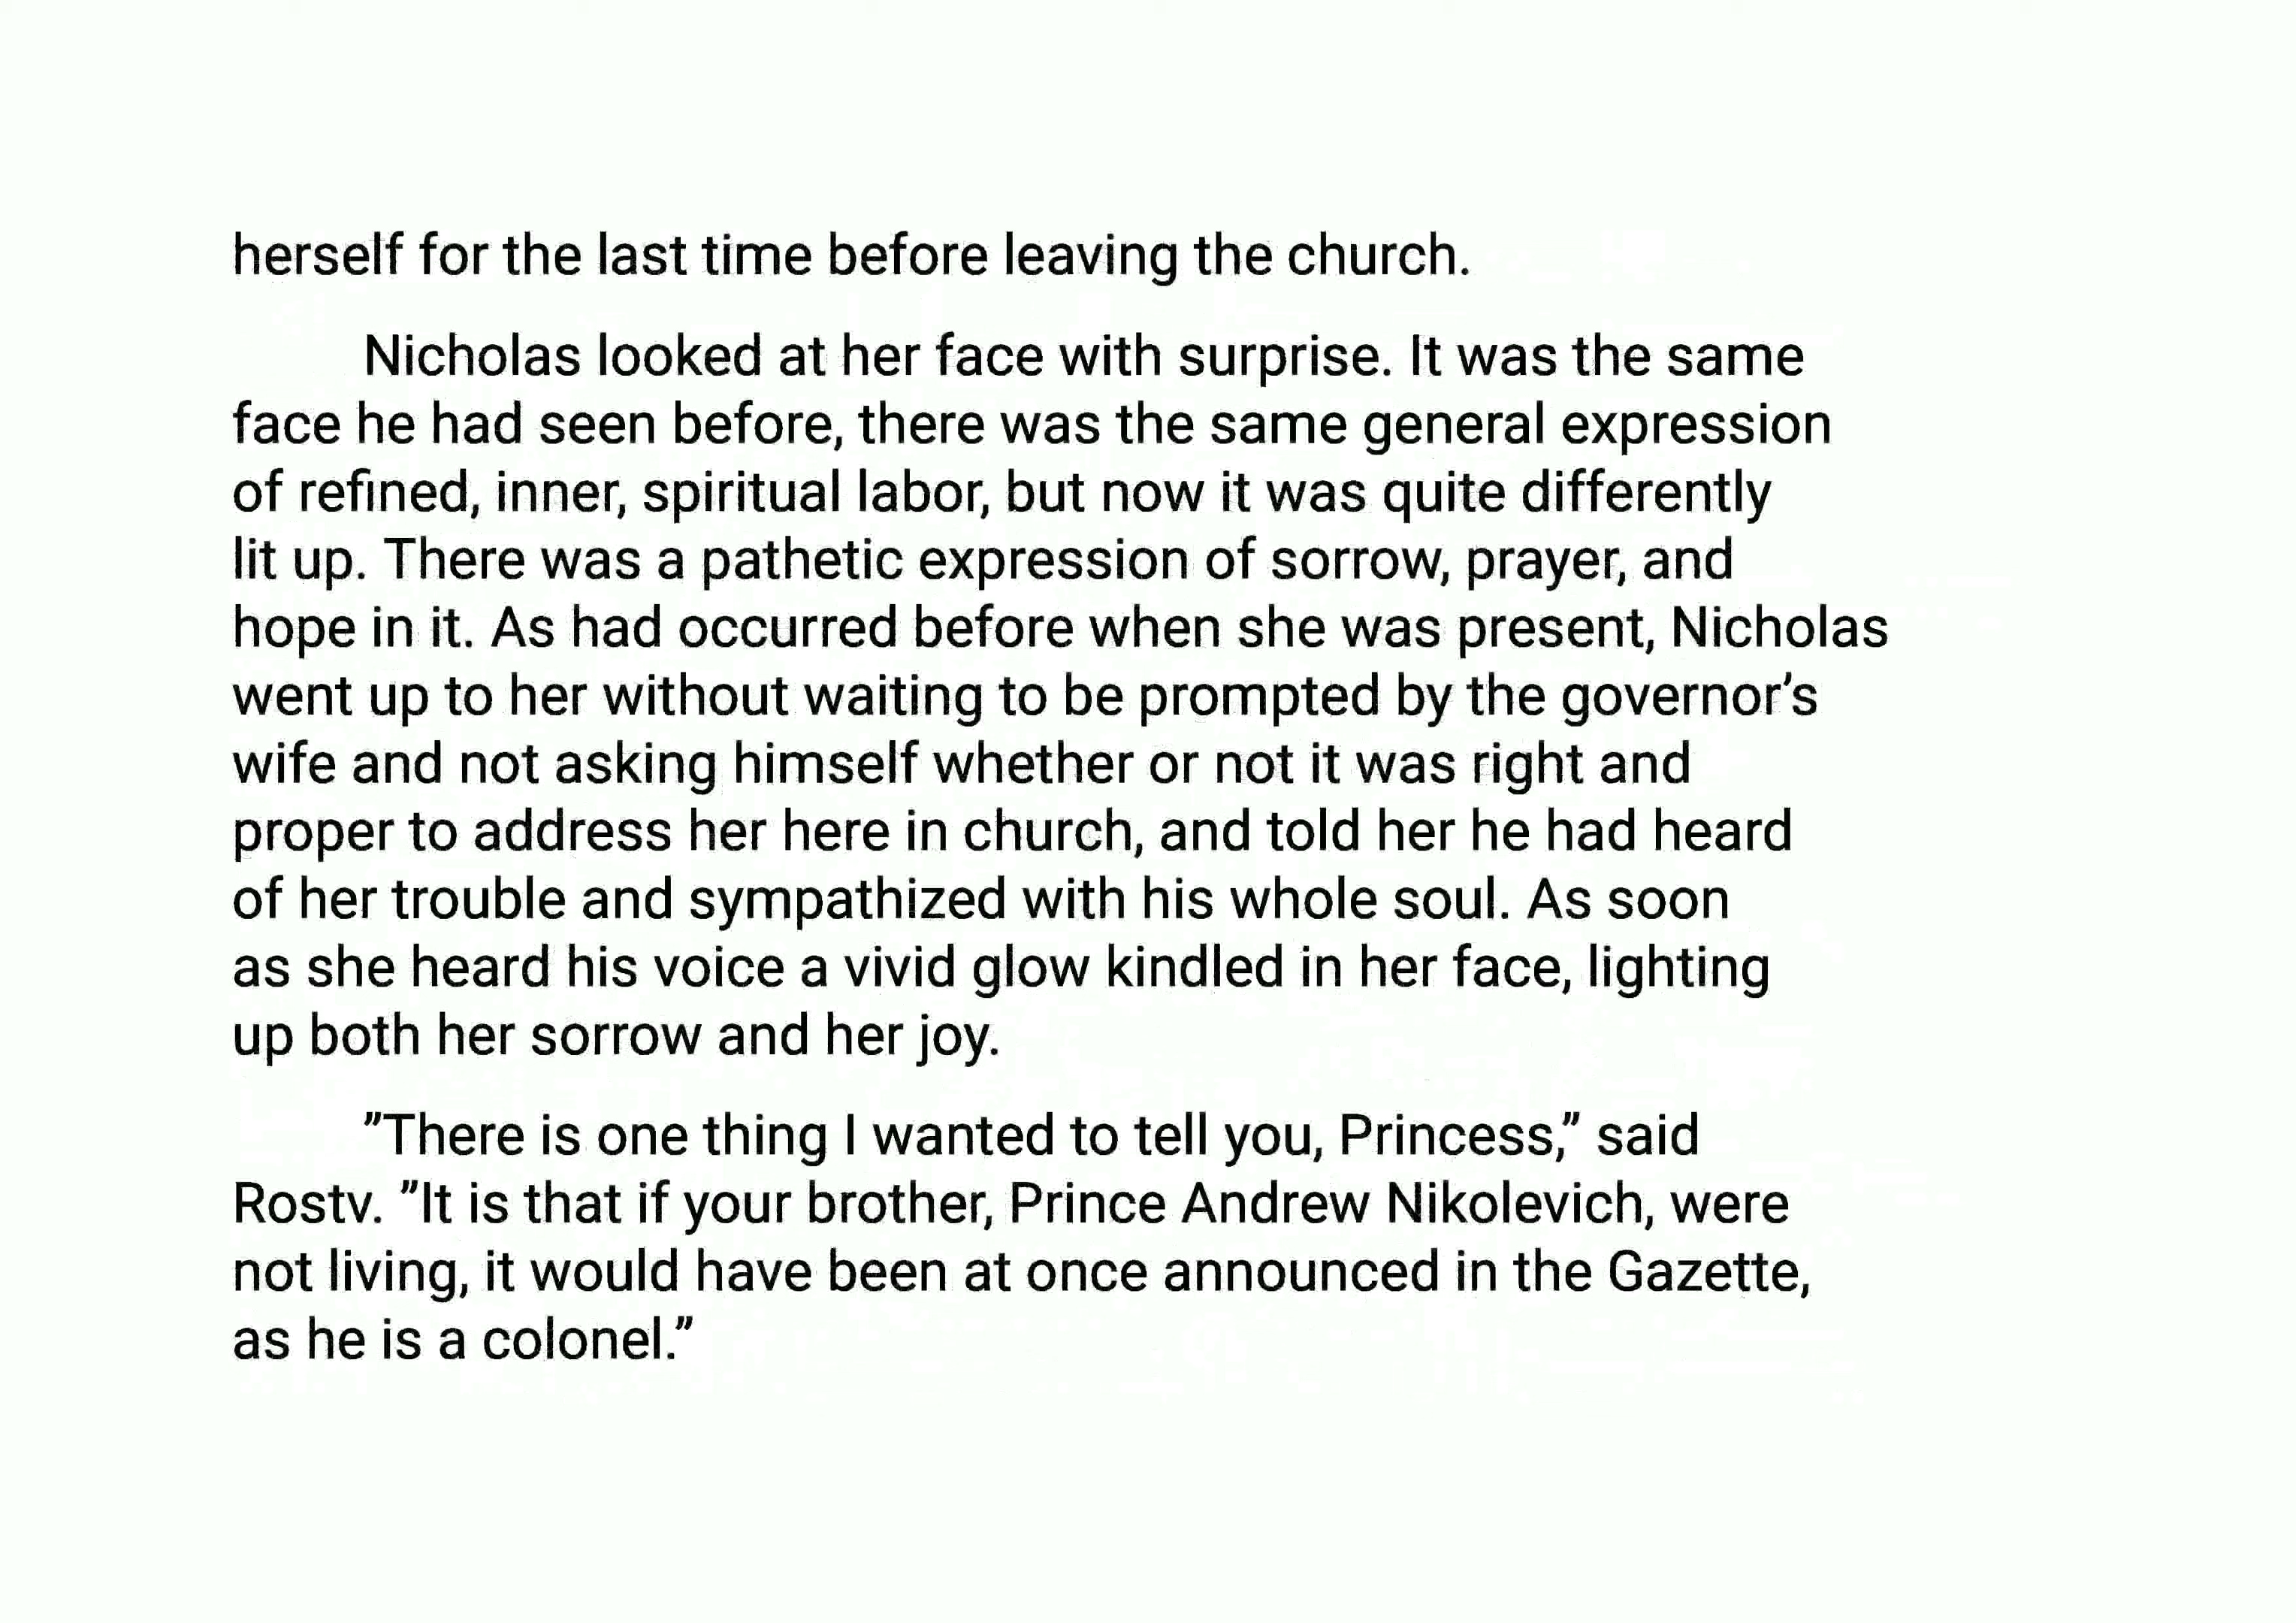 herself for the last time before leaving the church.
Nicholas looked at her face with surprise. It was the same
face he had seen before, there was the same general expression
of refined, inner, spiritual labor, but now it was quite differently
lit up. There was a pathetic expression of sorrow, prayer, and
hope in it. As had occurred before when she was present, Nicholas
went up to her without waiting to be prompted by the governor’s
wife and not asking himself whether or not it was right and
proper to address her here in church, and told her he had heard
of her trouble and sympathized with his whole soul. As soon
as she heard his voice a vivid glow kindled in her face, lighting
up both her sorrow and her joy.
”There is one thing I wanted to tell you, Princess,” said
Rostv. ”It is that if your brother, Prince Andrew Nikolevich, were
not living, it would have been at once announced in the Gazette,
as he is a colonel.”